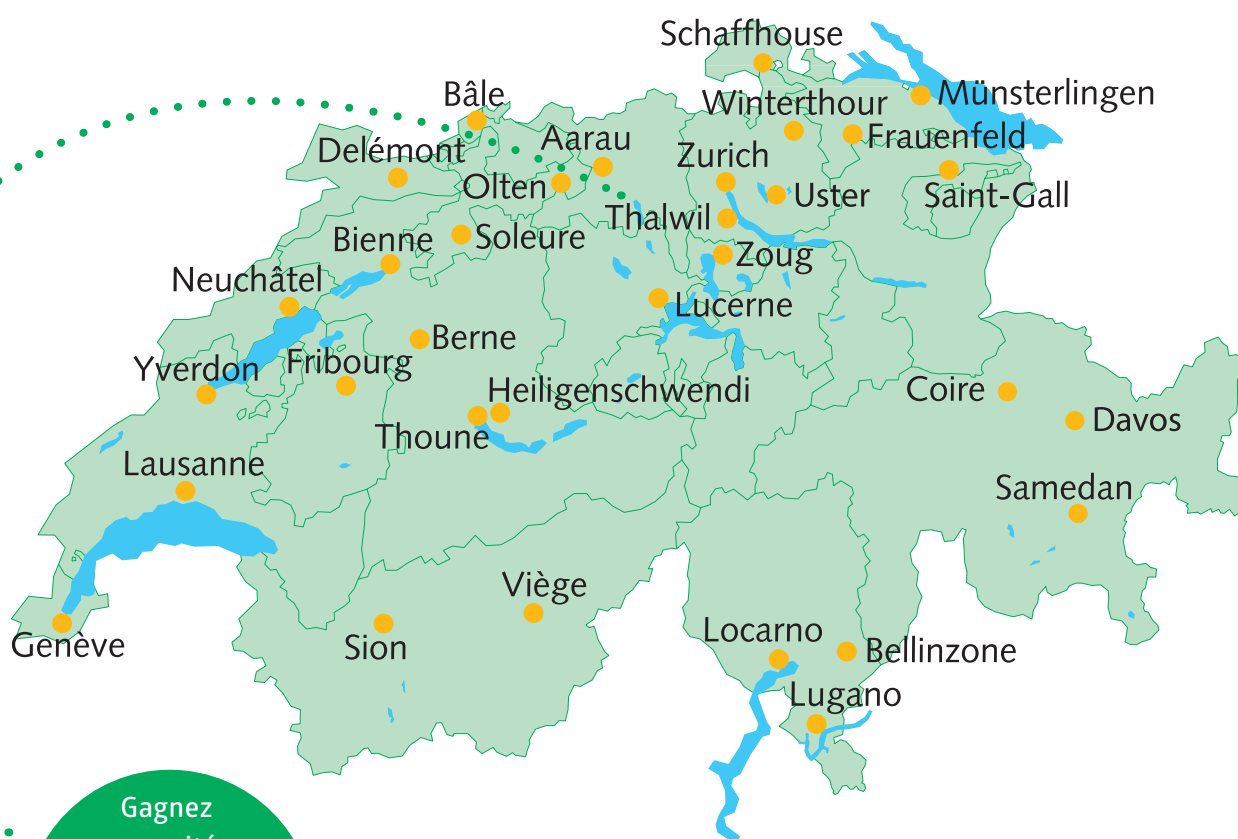 Schaffhouse
Bâle
Münsterlingen
Winterthour
Frauenfeld
Aarau
Delémont
Zurich
Olten
Uster
Saint-Gall
Thalwil
Bienne
Soleure
Zoug
Neuchâtel
Lucerne
Berne
Yverdon
Fribourg
Heiligenschwendi
Coire
Davos
Thoune
Lausanne
Samedan
Viège
Genève
Sion
Locarno
Bellinzone
Lugano
Gagnez